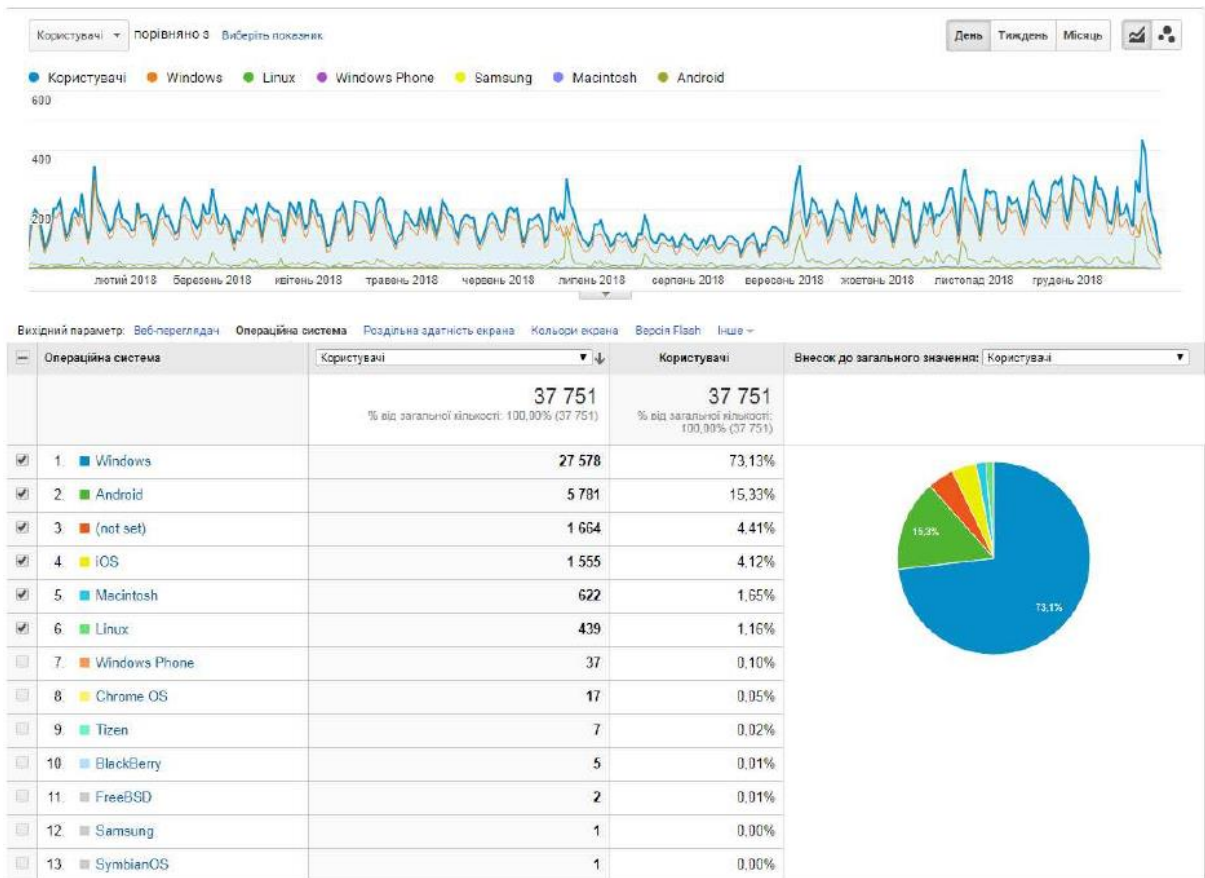 Користувачі порівняно з Виберіть показник День Тиждень Місяць
Користувачі Windows Linux Windows Phone Samsung Macintosh Android
600
400
200
лютий 2018 березень 2018 квітень 2018 травень 2018 червень 2018 липень 2018 серпень 2018 вересень 2018 жовтень 2018 листопад 2018 грудень 2018
Вихідний параметр: Веб-переглядач Операційна система Роздільна здатність екрана Кольори екрана Версія Flash Інше
Операційна система Користувачі Користувачі Внесок до загального значення: Користувачі
37 751 37 751
% від загальної кількості: 100,00% (37 751) % від загальної кількості:
100,00% (37 751)
1. Windows 27 578 73,13%
2. Android 5 781 15,33%
3. (not set) 1 664 4,41%
4. iOS 1 555 4,12%
5. Macintosh 622 1,65%
6. Linux 439 1,16%
7. Windows Phone 37 0,10%
8. Chrome OS 17 0,05%
9. Tizen 7 0,02%
10. BlackBerry 5 0,01%
11. FreeBSD 2 0,01%
12. Samsung 1 0,00%
13. SymbianOS 1 0,00%
15,3%
73,1%